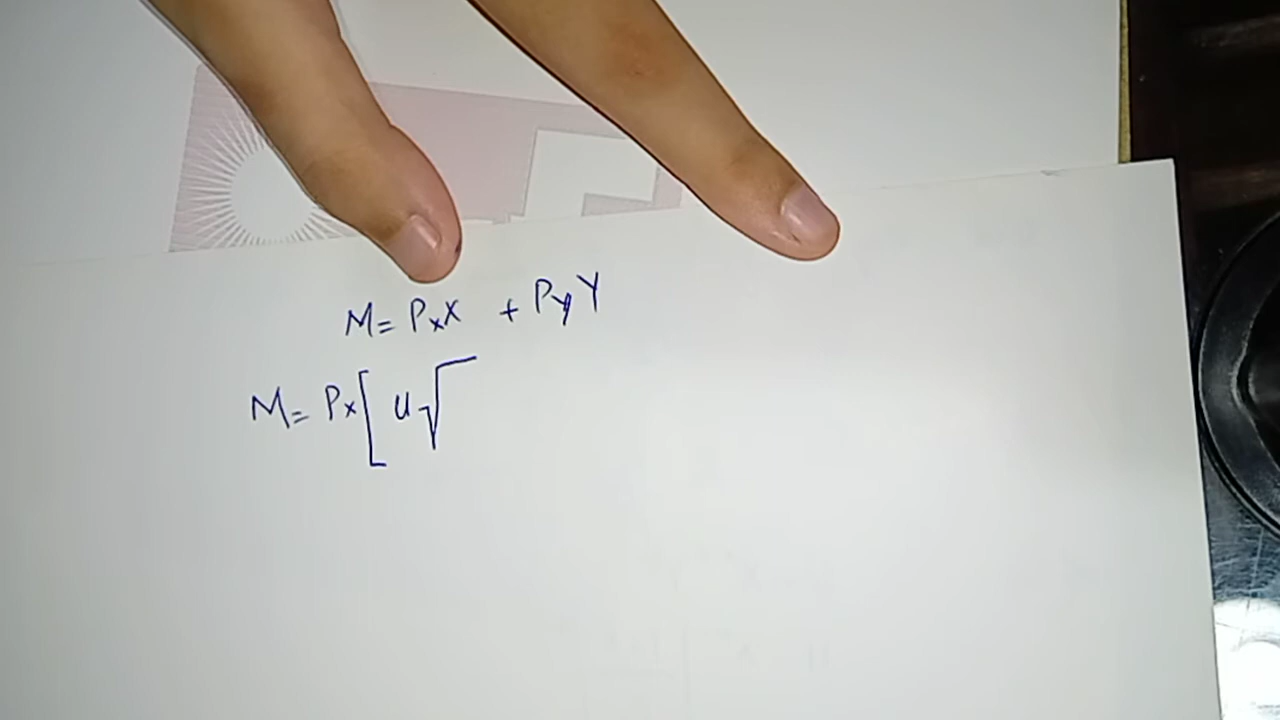 M = PxX + PyY
M = Px[ u√